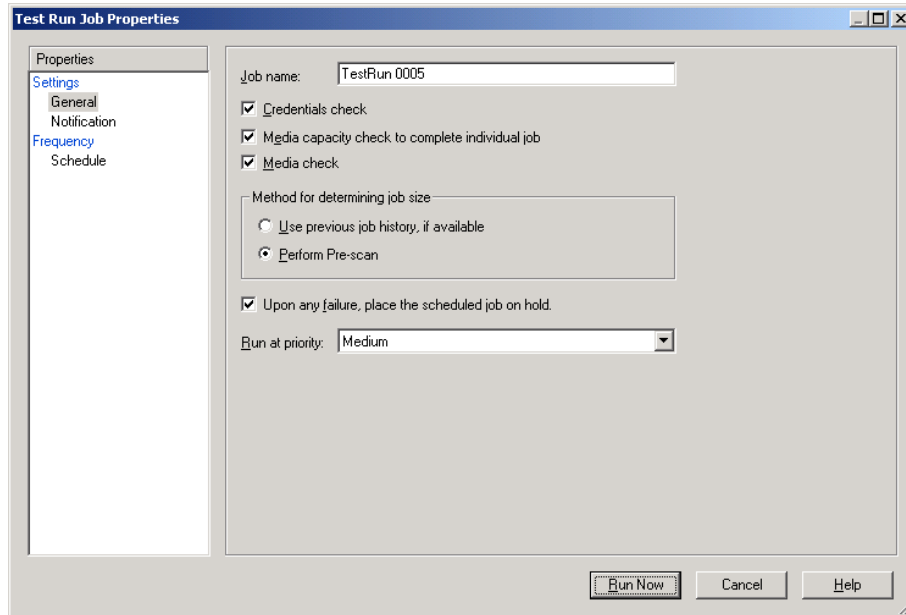 Test Run Job Properties
Properties
Settings
General
Notification
Frequency
Schedule
Job name: TestRun 0005
Credentials check
Media capacity check to complete individual job
Media check
Method for determining job size
Use previous job history, if available
Perform Pre-scan
Upon any failure, place the scheduled job on hold.
Run at priority: Medium
Run Now Cancel Help